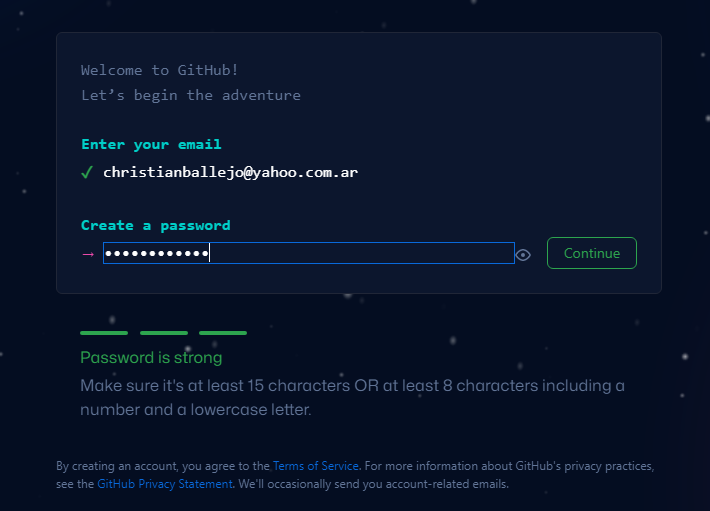 Welcome to GitHub!
Let’s begin the adventure
Enter your email
✓ christianballejo@yahoo.com.ar
Create a password
→ ••••••••••••
Continue
Password is strong
Make sure it's at least 15 characters OR at least 8 characters including a
number and a lowercase letter.
By creating an account, you agree to the Terms of Service. For more information about GitHub's privacy practices,
see the GitHub Privacy Statement. We'll occasionally send you account-related emails.